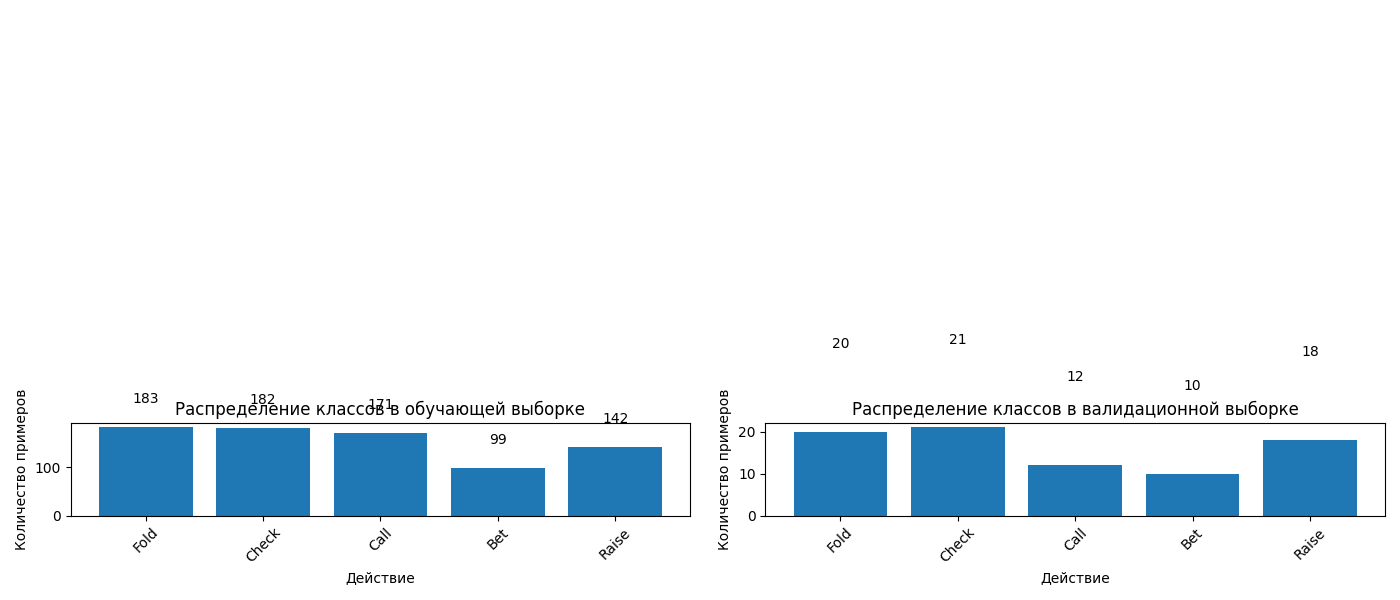 183
182
171
99
142
Распределение классов в обучающей выборке
Количество примеров
100
0
Fold
Check
Call
Bet
Raise
Действие
20
21
12
10
18
Распределение классов в валидационной выборке
Количество примеров
20
10
0
Fold
Check
Call
Bet
Raise
Действие